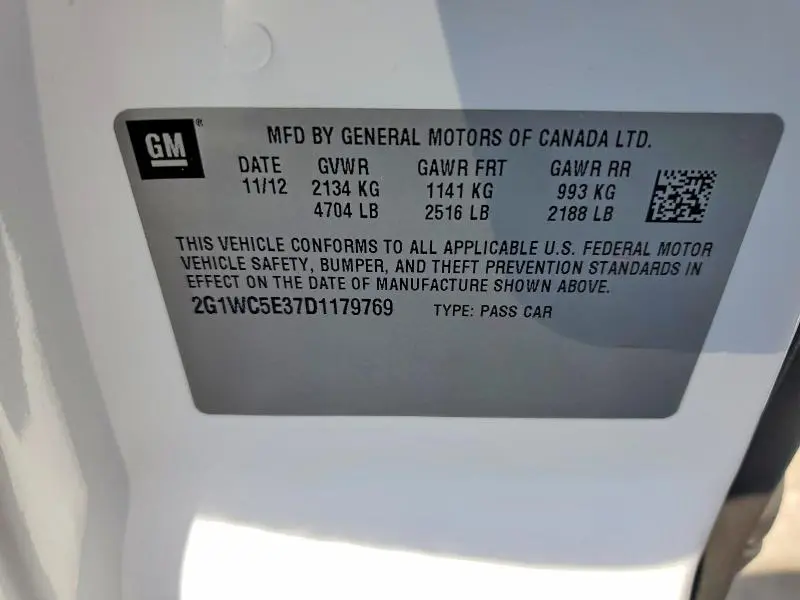 GM®
MFD BY GENERAL MOTORS OF CANADA LTD.
DATE GVWR GAWR FRT GAWR RR
11/12 2134 KG 1141 KG 993 KG
4704 LB 2516 LB 2188 LB
THIS VEHICLE CONFORMS TO ALL APPLICABLE U.S. FEDERAL MOTOR
VEHICLE SAFETY, BUMPER, AND THEFT PREVENTION STANDARDS IN
EFFECT ON THE DATE OF MANUFACTURE SHOWN ABOVE.
2G1WC5E37D1179769 TYPE: PASS CAR